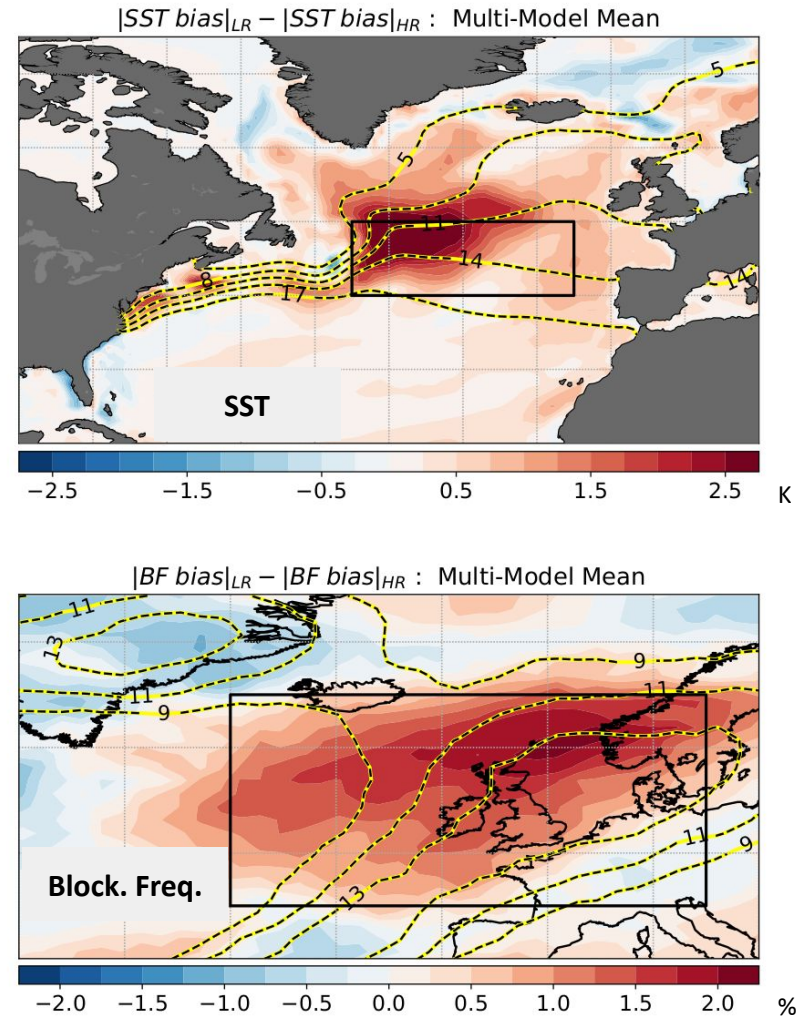 |SST bias|LR − |SST bias|HR : Multi-Model Mean
5
5
11
14
14
8
17
SST
−2.5 −1.5 −0.5 0.5 1.5 2.5 K
|BF bias|LR − |BF bias|HR : Multi-Model Mean
11
13
9
11
11
9
11
9
13
Block. Freq.
−2.0 −1.5 −1.0 −0.5 0.0 0.5 1.0 1.5 2.0 %